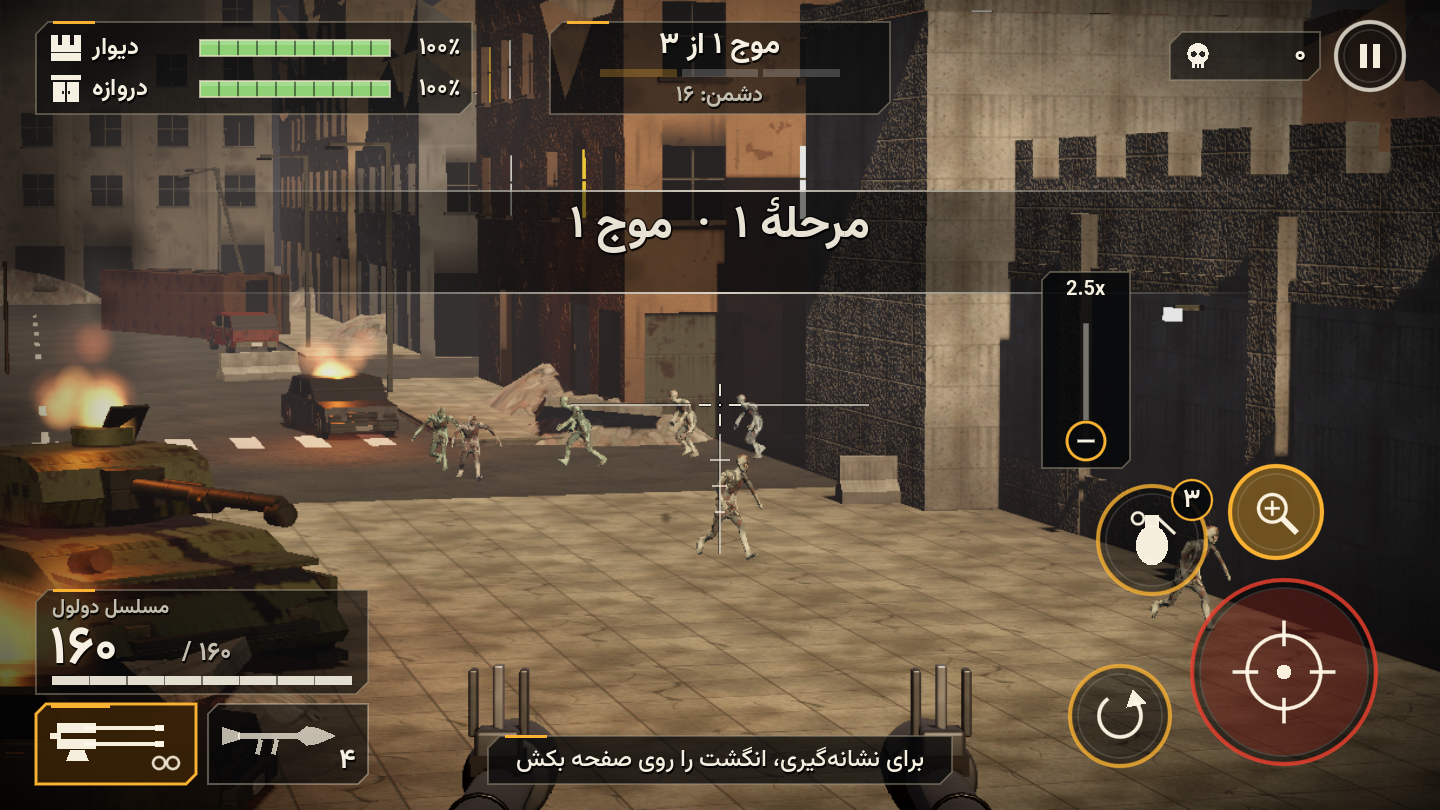 دیوار ۱۰۰٪
دروازه ۱۰۰٪
موج ۱ از ۳
دشمن: ۱۶
۰
مرحلهٔ ۱ · موج ۱
2.5x
۳
مسلسل دولول
۱۶۰ / ۱۶۰
∞
۴
برای نشانه‌گیری، انگشت را روی صفحه بکش